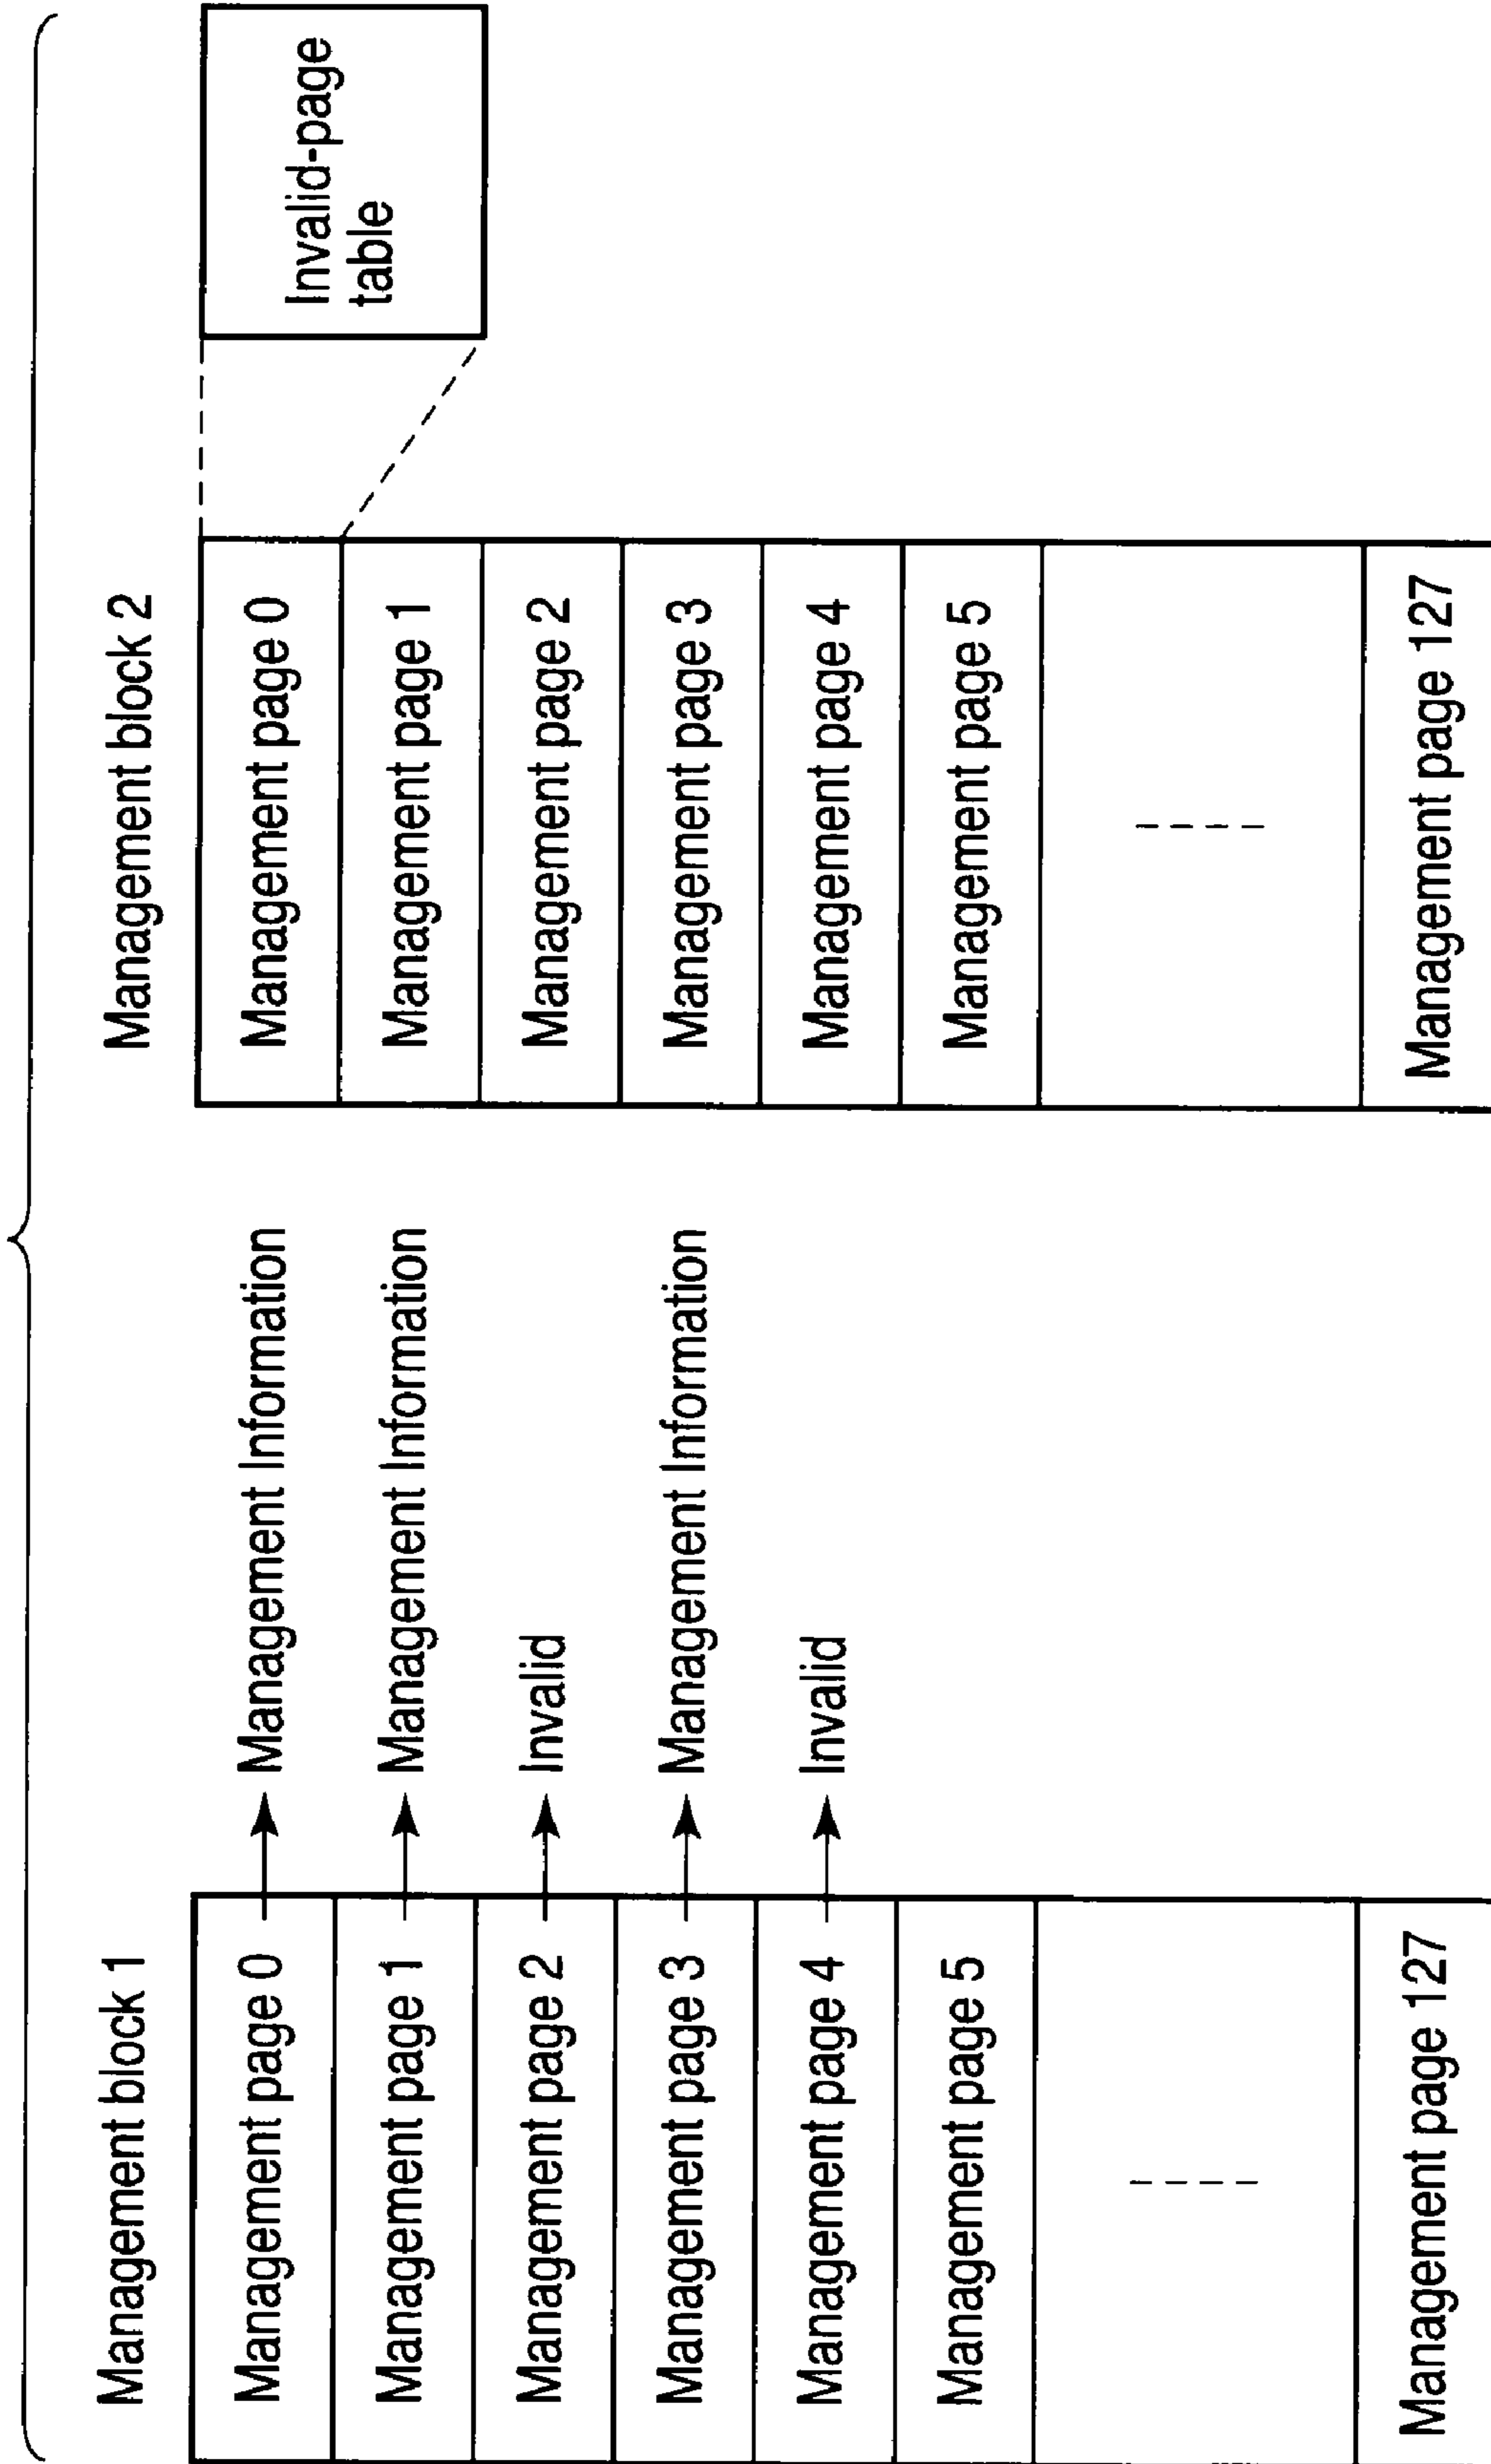 Management block 1
Management page 0
Management page 1
Management page 2
Management page 3
Management page 4
Management page 5
Management page 127
Management Information
Management Information
Invalid
Management Information
Invalid
Management block 2
Management page 0
Management page 1
Management page 2
Management page 3
Management page 4
Management page 5
Management page 127
Invalid-page
table